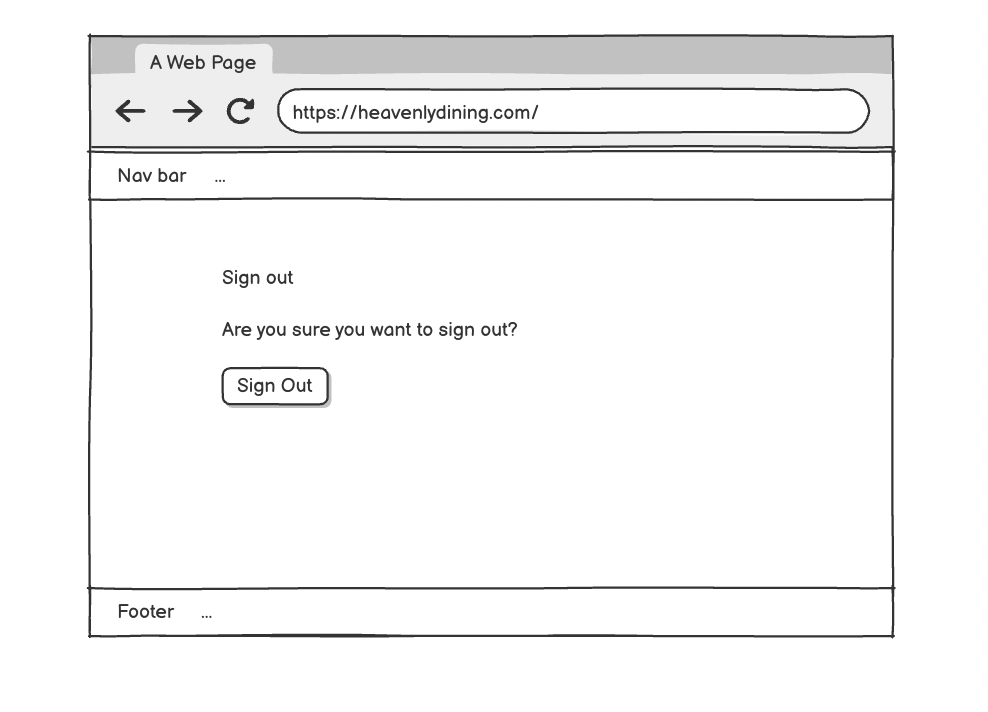 A Web Page
https://heavenlydining.com/
Nav bar ...
Sign out
Are you sure you want to sign out?
Sign Out
Footer ...